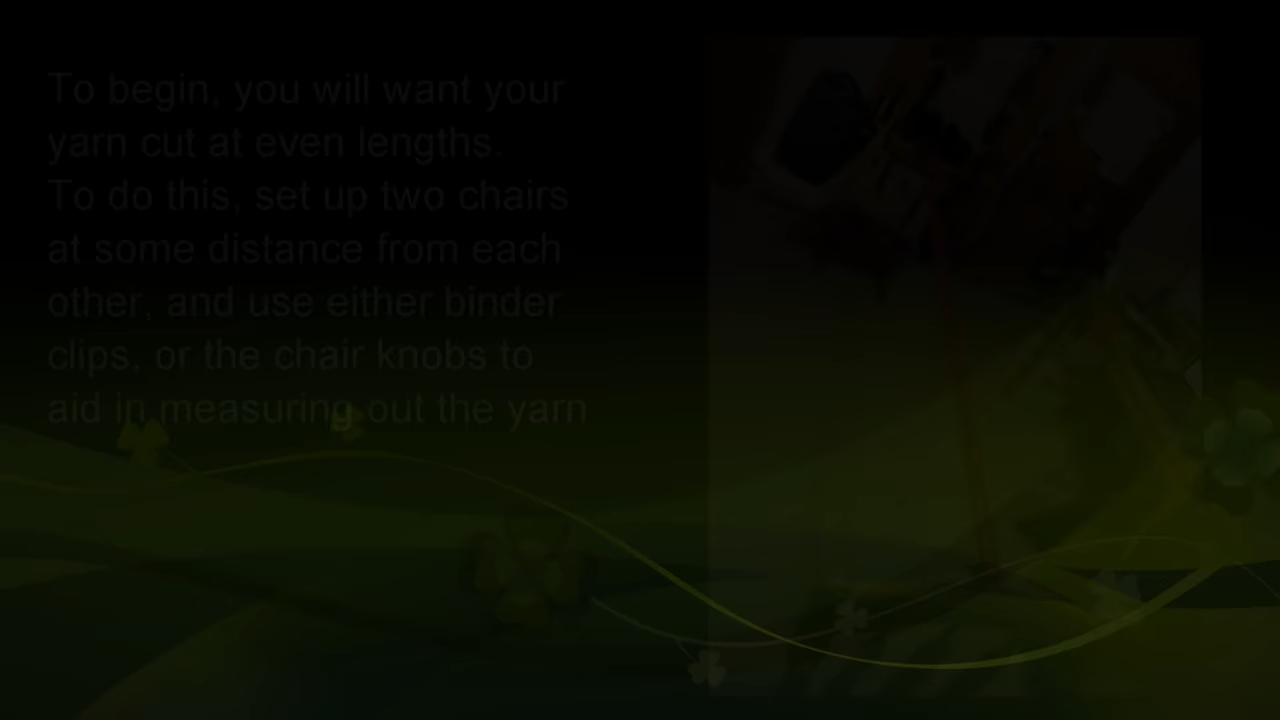 To begin, you will want your
yarn cut at even lengths.
To do this, set up two chairs
at some distance from each
other, and use either binder
clips, or the chair knobs to
aid in measuring out the yarn